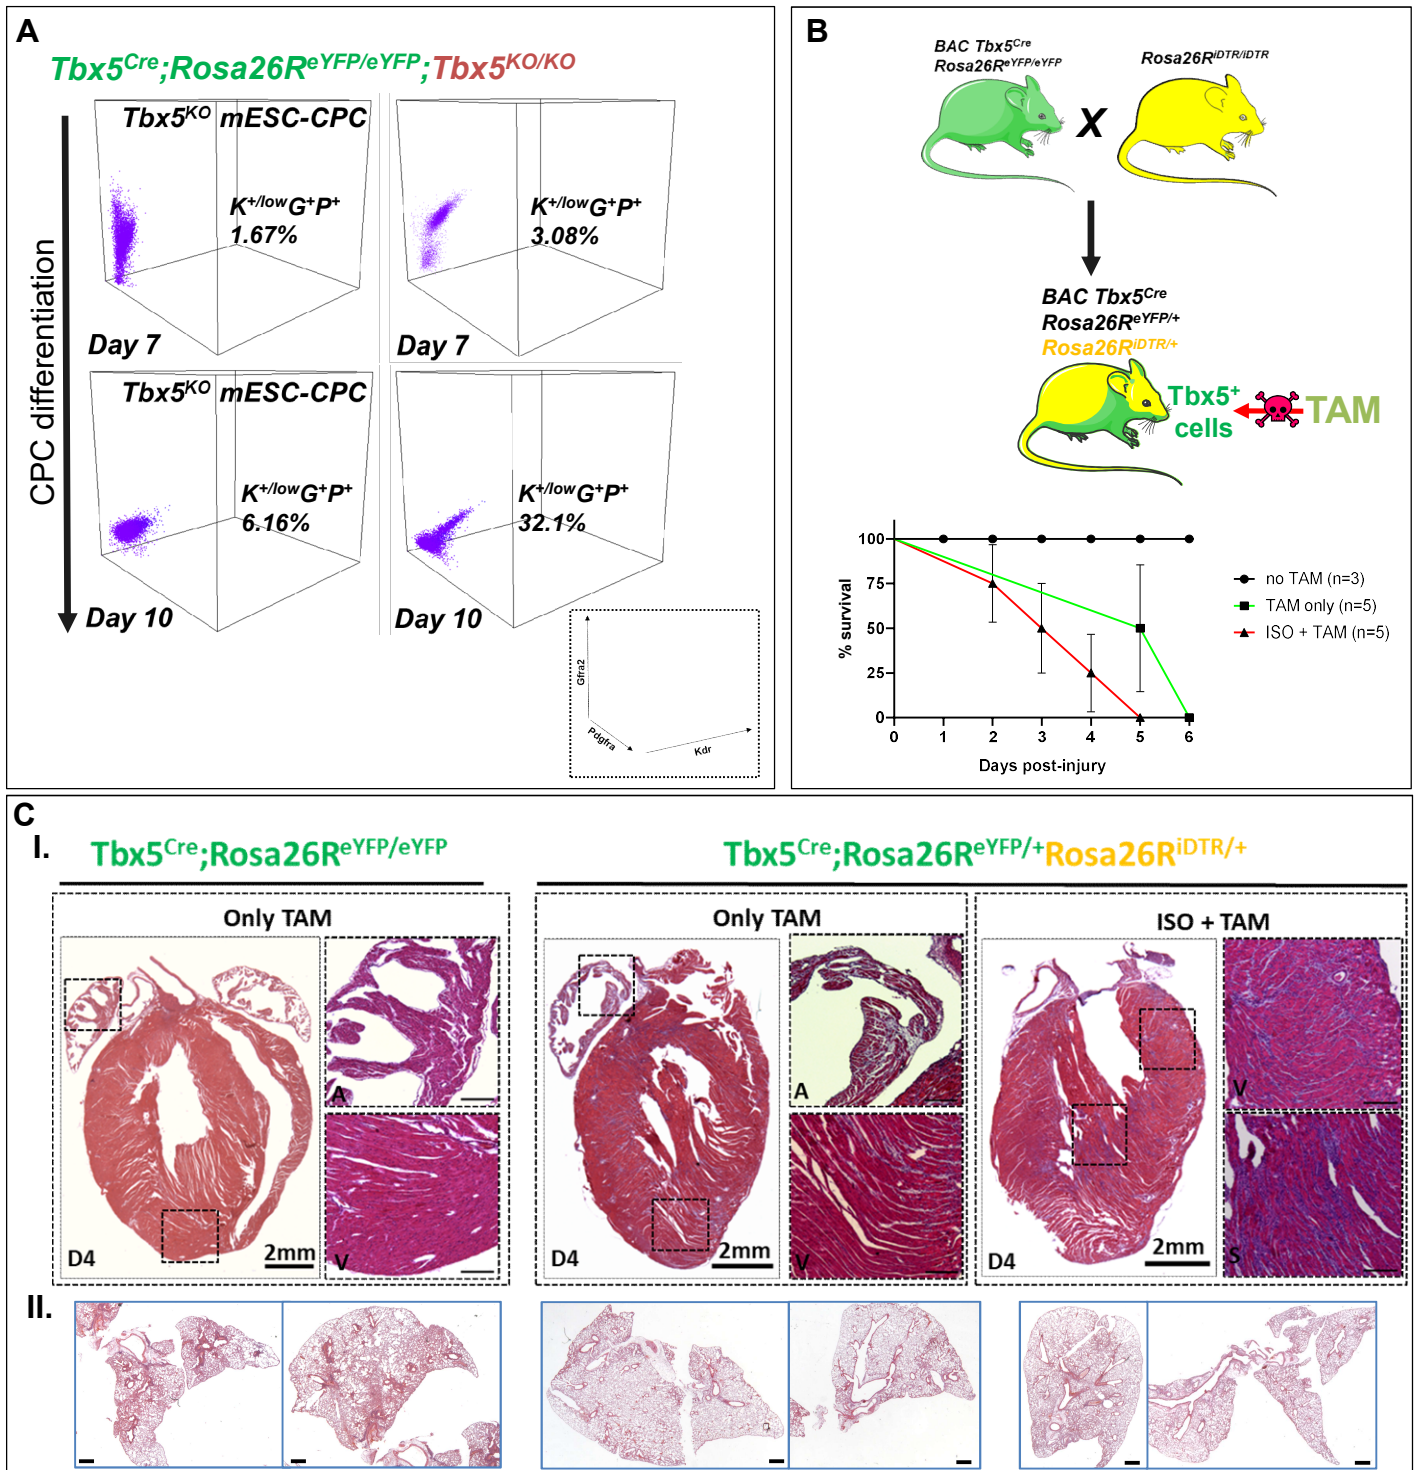 A
Tbx5Cre;Rosa26ReYFP/eYFP;Tbx5KO/KO
CPC differentiation
Tbx5KO mESC-CPC
K+/lowG+P+
1.67%
Day 7
K+/lowG+P+
3.08%
Day 7
Tbx5KO mESC-CPC
K+/lowG+P+
6.16%
Day 10
K+/lowG+P+
32.1%
Day 10
Gfra2
Pdgfra
Kdr
B
BAC Tbx5Cre
Rosa26ReYFP/eYFP
X
Rosa26RiDTR/iDTR
BAC Tbx5Cre
Rosa26ReYFP/+
Rosa26RiDTR/+
Tbx5+
cells
TAM
% survival
100
75
50
25
0
0 1 2 3 4 5 6
Days post-injury
no TAM (n=3)
TAM only (n=5)
ISO + TAM (n=5)
C
I.
Tbx5Cre;Rosa26ReYFP/eYFP
Tbx5Cre;Rosa26ReYFP/+Rosa26RiDTR/+
Only TAM
D4
2mm
A
V
Only TAM
D4
2mm
A
V
ISO + TAM
D4
2mm
V
S
II.